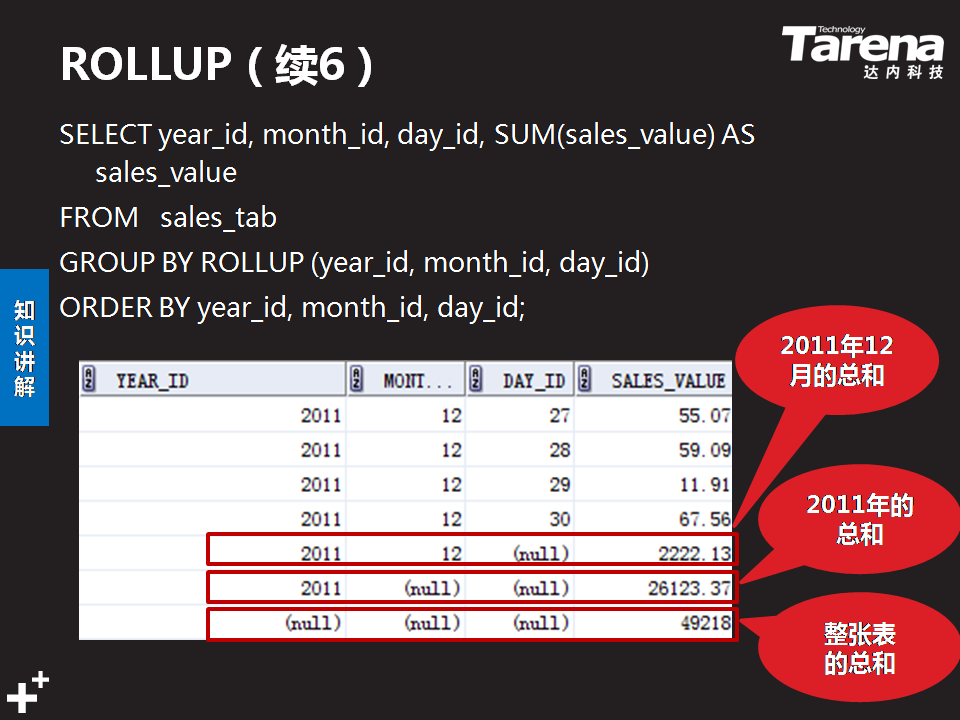 ROLLUP（续6）
Technology
Tarena
达内科技
SELECT year_id, month_id, day_id, SUM(sales_value) AS
sales_value
FROM sales_tab
GROUP BY ROLLUP (year_id, month_id, day_id)
ORDER BY year_id, month_id, day_id;
知识讲解
YEAR_ID MONT... DAY_ID SALES_VALUE
2011 12 27 55.07
2011 12 28 59.09
2011 12 29 11.91
2011 12 30 67.56
2011 12 (null) 2222.13
2011 (null) (null) 26123.37
(null) (null) (null) 49218
2011年12
月的总和
2011年的
总和
整张表
的总和